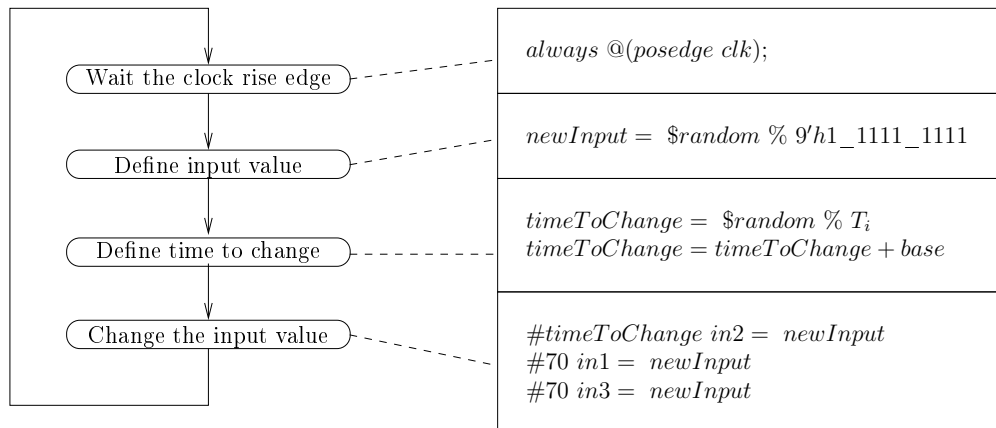 Wait the clock rise edge
Define input value
Define time to change
Change the input value
always @(posedge clk);
newInput = $random % 9'h1_1111_1111
timeToChange = $random % Ti
timeToChange = timeToChange + base
#timeToChange in2 = newInput
#70 in1 = newInput
#70 in3 = newInput